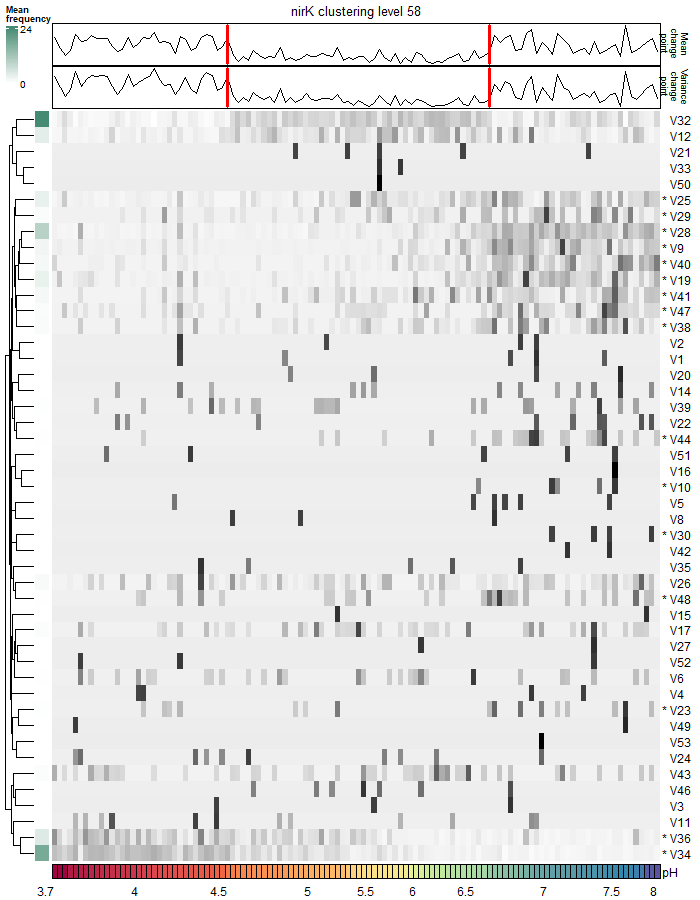 nirK clustering level 58
Mean
frequency
24
0
Mean
change
point
Variance
change
point
V32
V12
V21
V33
V50
* V25
* V29
* V28
* V9
* V40
* V19
* V41
* V47
* V38
V2
V1
V20
V14
V39
V22
* V44
V51
V16
* V10
V5
V8
* V30
V42
V35
V26
* V48
V15
V17
V27
V52
V6
V4
* V23
V49
V53
V24
V43
V46
V3
V11
* V36
* V34
pH
3.7 4 4.5 5 5.5 6 6.5 7 7.5 8